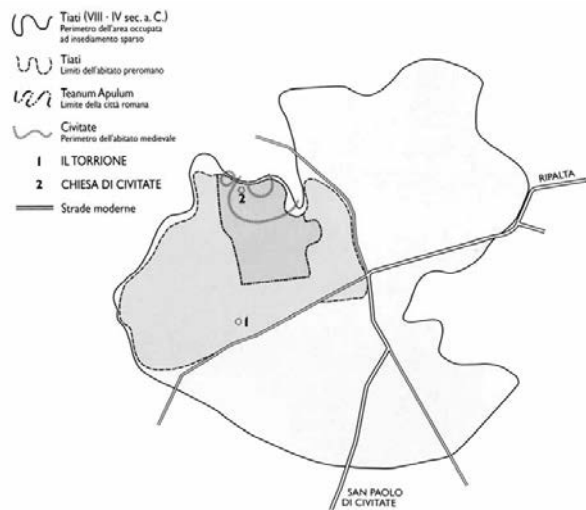 Tiati (VIII - IV sec. a. C.)
Perimetro dell'area occupata
ad insediamento sparso
Tiati
Limiti dell'abitato preromano
Teanum Apulum
Limite della città romana
Civitate
Perimetro dell'abitato medievale
1 IL TORRIONE
2 CHIESA DI CIVITATE
Strade moderne
RIPALTA
2
1
SAN PAOLO
DI CIVITATE